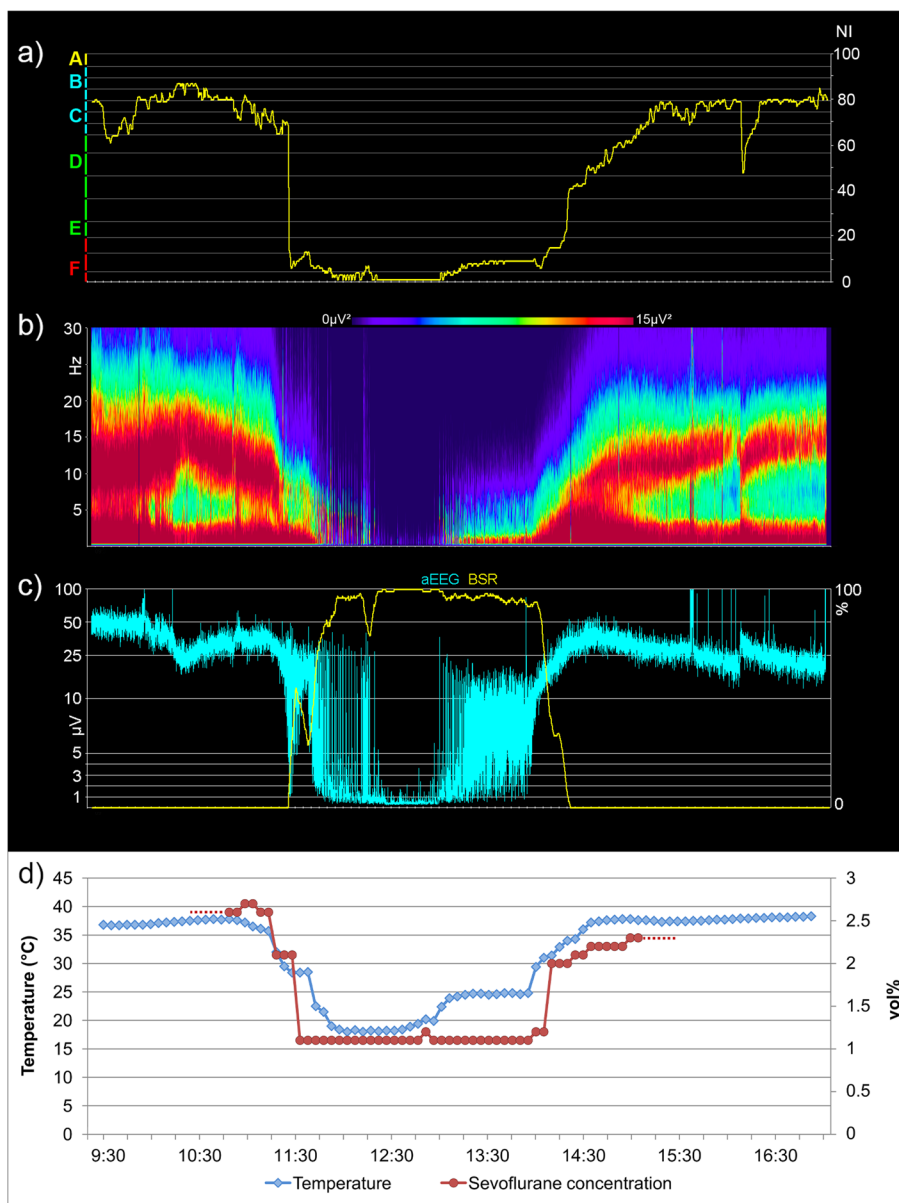 a)
NI
A
B
C
D
E
F
100
80
60
40
20
0
b)
0µV²
15µV²
Hz
30
25
20
15
10
5
c)
aEEG BSR
100
50
25
10
5
3
1
µV
100
%
0
d)
45
40
35
30
25
20
15
10
5
0
Temperature (°C)
3
2.5
2
1.5
1
0.5
0
vol%
9:30 10:30 11:30 12:30 13:30 14:30 15:30 16:30
Temperature Sevoflurane concentration